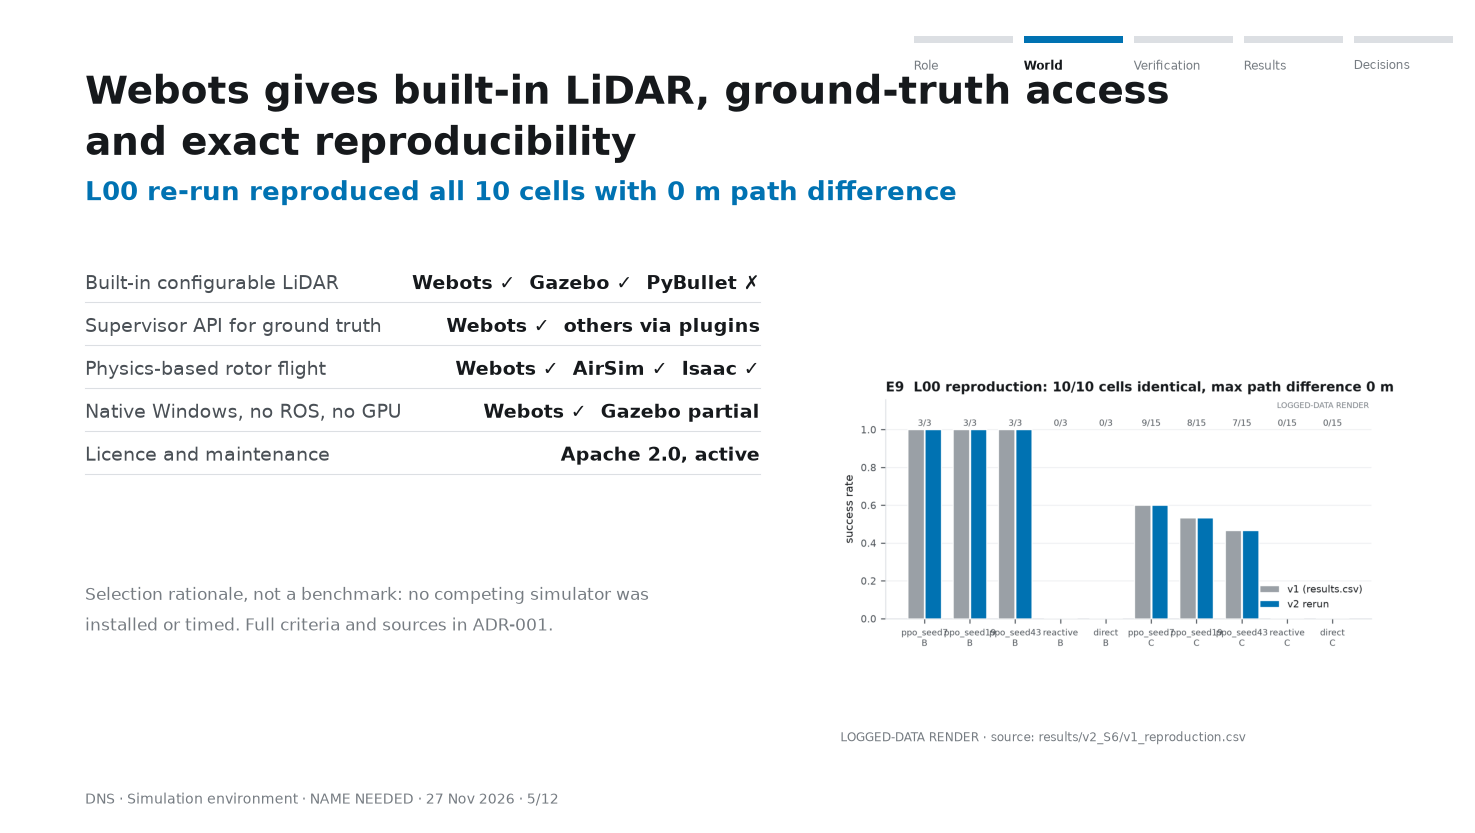 Role World Verification Results Decisions
Webots gives built-in LiDAR, ground-truth access
and exact reproducibility
L00 re-run reproduced all 10 cells with 0 m path difference
Built-in configurable LiDAR Webots ✓ Gazebo ✓ PyBullet ✗
Supervisor API for ground truth Webots ✓ others via plugins
Physics-based rotor flight Webots ✓ AirSim ✓ Isaac ✓
Native Windows, no ROS, no GPU Webots ✓ Gazebo partial
Licence and maintenance Apache 2.0, active
Selection rationale, not a benchmark: no competing simulator was
installed or timed. Full criteria and sources in ADR-001.
E9 L00 reproduction: 10/10 cells identical, max path difference 0 m
LOGGED-DATA RENDER
3/3 3/3 3/3 0/3 0/3 9/15 8/15 7/15 0/15 0/15
1.0
0.8
0.6
0.4
0.2
0.0
success rate
v1 (results.csv)
v2 rerun
ppo_seed7 ppo_seed19 ppo_seed43 reactive direct ppo_seed7 ppo_seed19 ppo_seed43 reactive direct
B B B B B C C C C C
LOGGED-DATA RENDER · source: results/v2_S6/v1_reproduction.csv
DNS · Simulation environment · NAME NEEDED · 27 Nov 2026 · 5/12